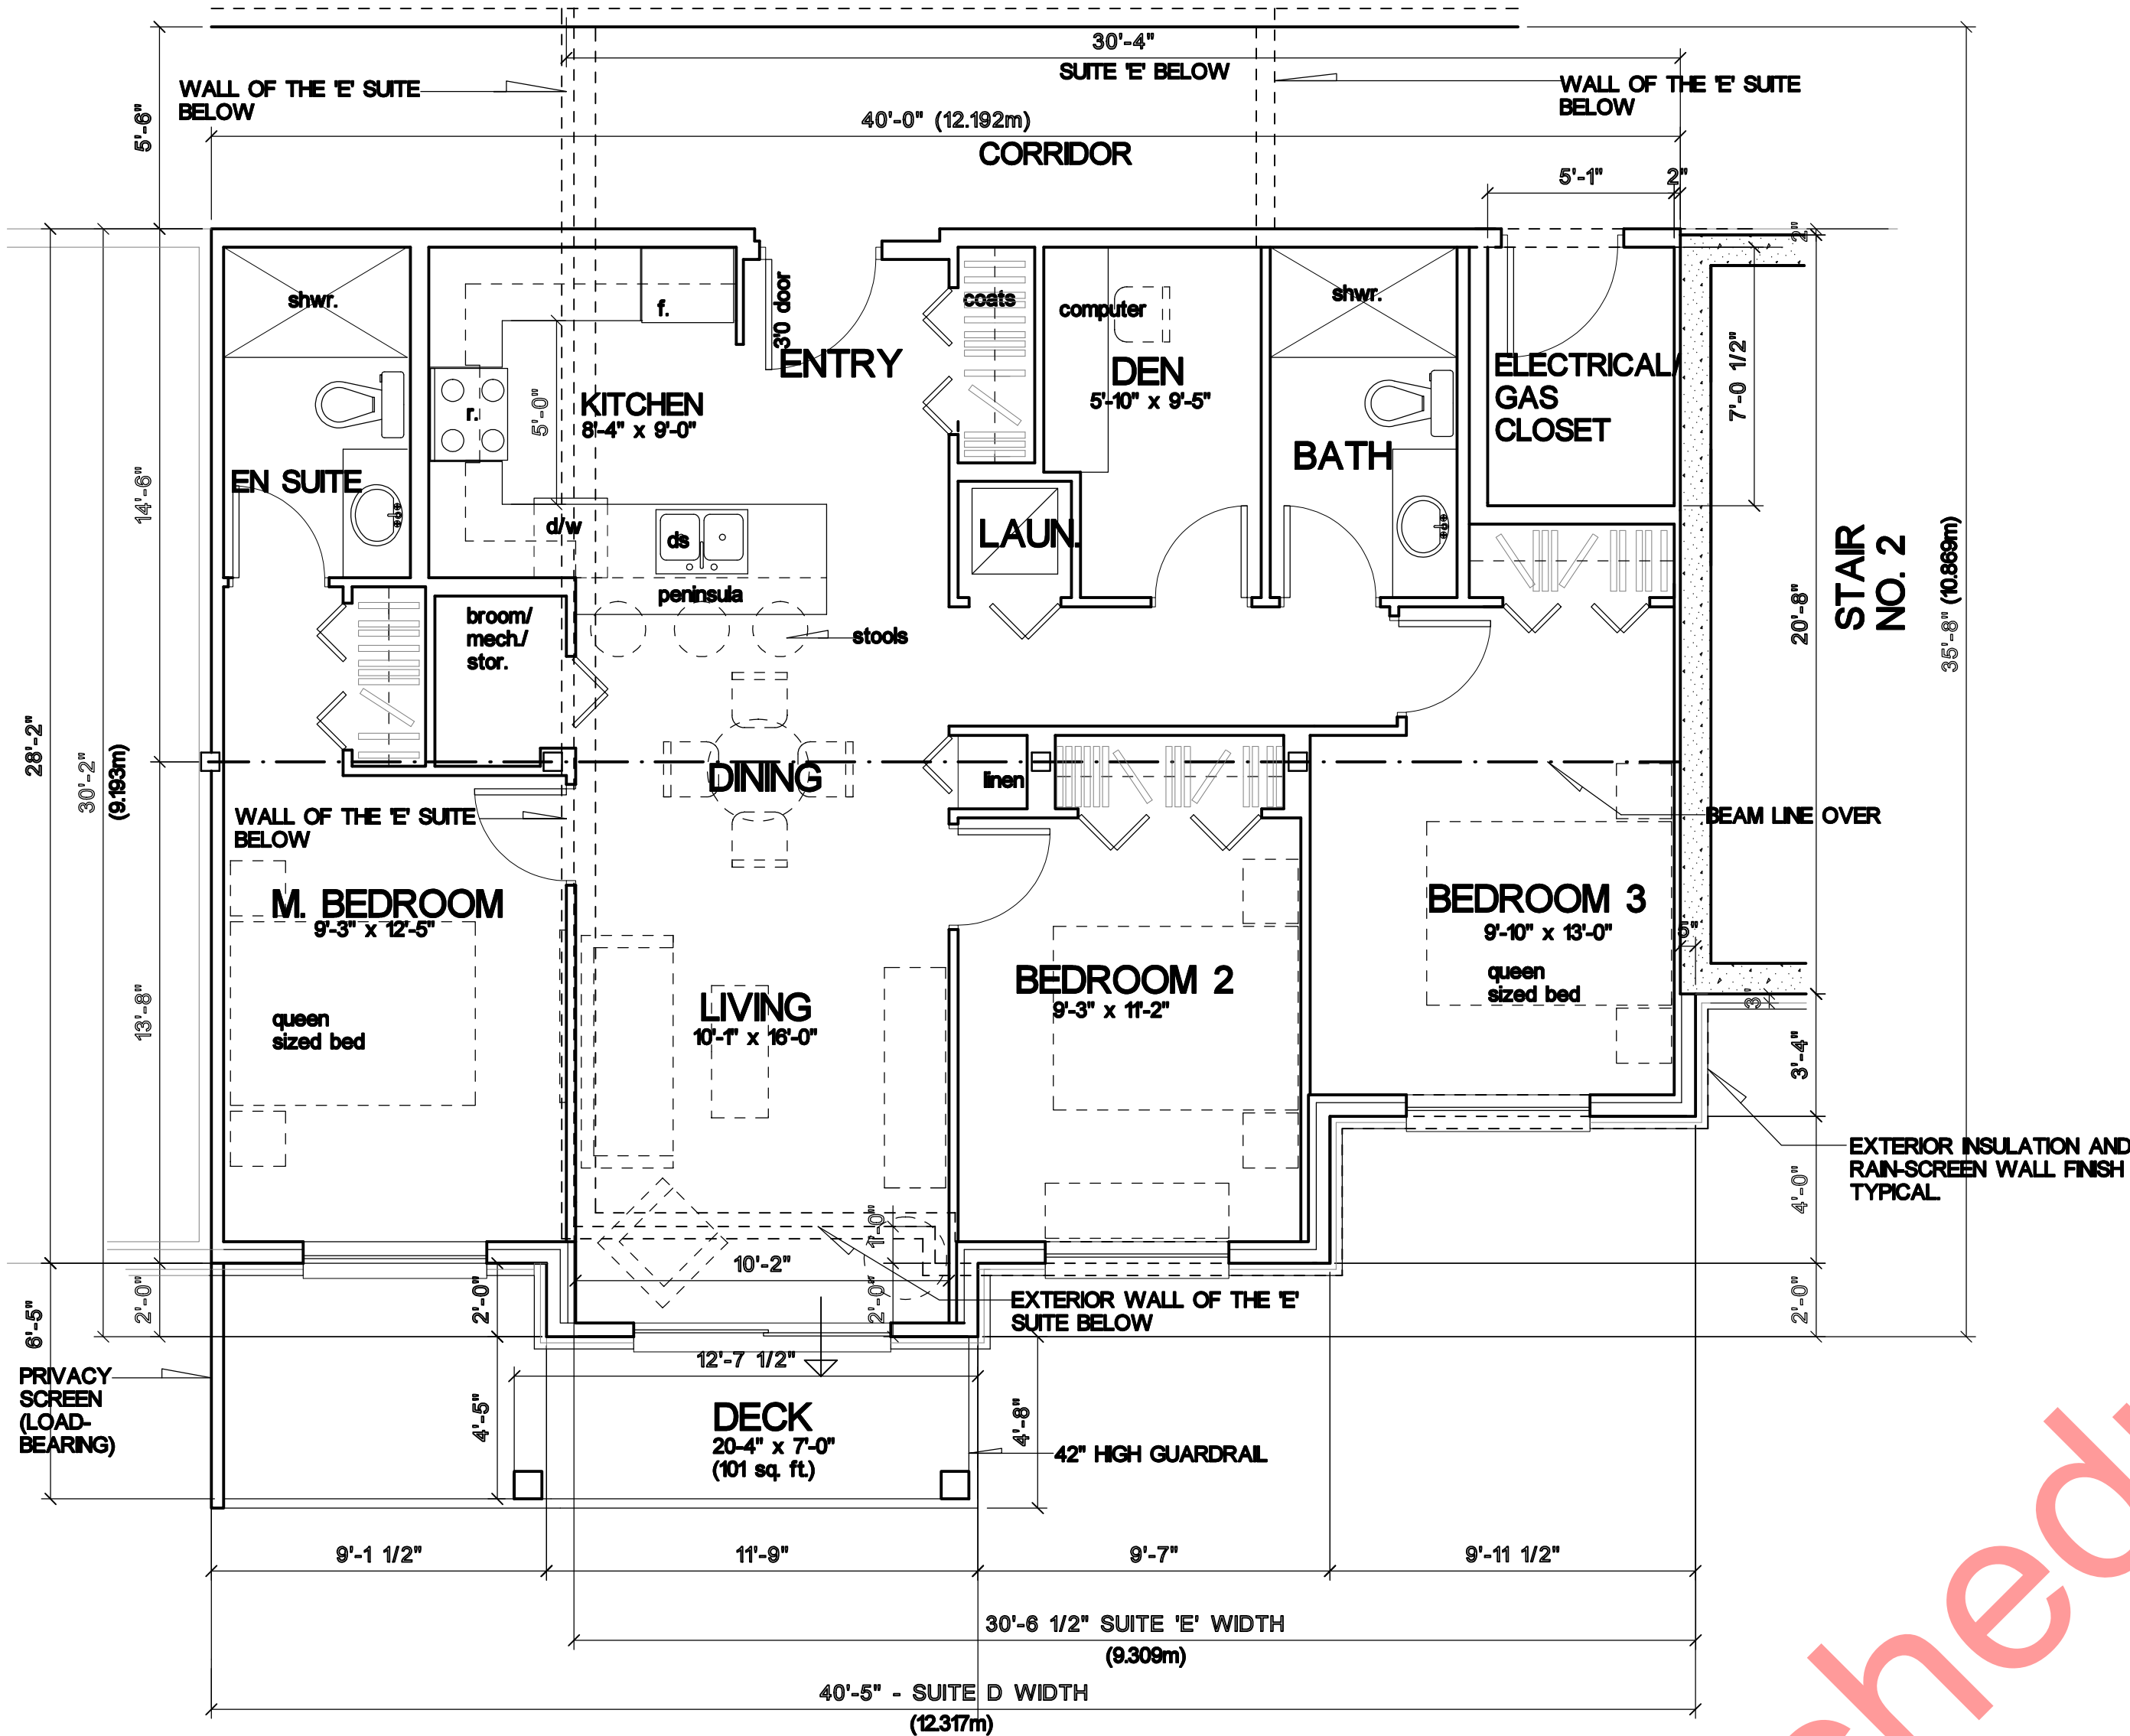 30'-4"
SUITE 'E' BELOW
WALL OF THE 'E' SUITE
BELOW
WALL OF THE 'E' SUITE
BELOW
5'-6"
40'-0" (12.192m)
CORRIDOR
5'-1"
2"
2"
shwr.
f.
3'0 door
coats
computer
shwr.
ENTRY
DEN
5'-10" x 9'-5"
ELECTRICAL/
GAS
CLOSET
7'-0 1/2"
r.
5'-0"
KITCHEN
8'-4" x 9'-0"
BATH
EN SUITE
14'-6"
d/w
ds
LAUN.
STAIR
NO. 2
35'-8" (10.869m)
20'-8"
peninsula
broom/
mech./
stor.
stools
28'-2"
30'-2"
(9.193m)
DINING
linen
WALL OF THE 'E' SUITE
BELOW
BEAM LINE OVER
M. BEDROOM
9'-3" x 12'-5"
BEDROOM 3
9'-10" x 13'-0"
5"
queen
sized bed
BEDROOM 2
9'-3" x 11'-2"
LIVING
10'-1" x 16'-0"
13'-8"
queen
sized bed
3"
3'-4"
EXTERIOR INSULATION AND
RAIN-SCREEN WALL FINISH
TYPICAL.
4'-0"
1'-0"
10'-2"
2'-0"
2'-0"
2'-0"
2'-0"
6'-5"
EXTERIOR WALL OF THE 'E'
SUITE BELOW
12'-7 1/2"
PRIVACY
SCREEN
(LOAD-
BEARING)
4'-5"
DECK
20-4" x 7'-0"
(101 sq. ft.)
4'-8"
42" HIGH GUARDRAIL
9'-1 1/2"
11'-9"
9'-7"
9'-11 1/2"
30'-6 1/2" SUITE 'E' WIDTH
(9.309m)
40'-5" - SUITE D WIDTH
(12.317m)
hed